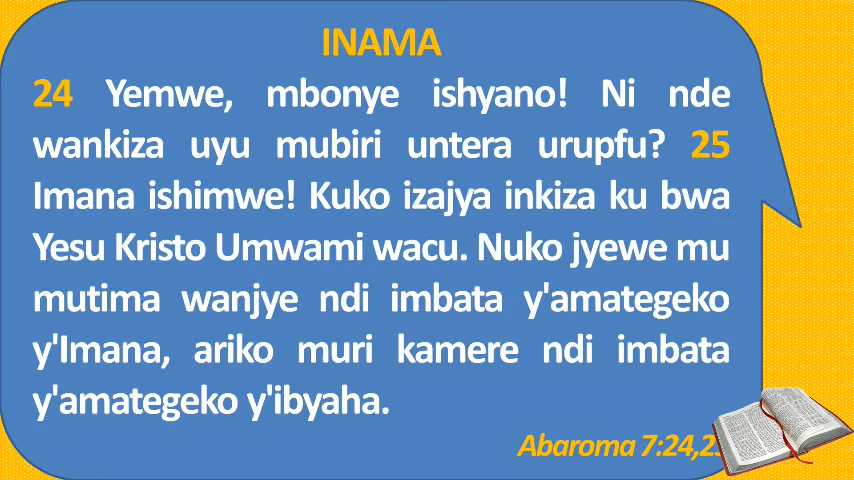 INAMA
24 Yemwe, mbonye ishyano! Ni nde
wankiza uyu mubiri untera urupfu? 25
Imana ishimwe! Kuko izajya inkiza ku bwa
Yesu Kristo Umwami wacu. Nuko jyewe mu
mutima wanjye ndi imbata y'amategeko
y'Imana, ariko muri kamere ndi imbata
y'amategeko y'ibyaha.
Abaroma 7:24,25